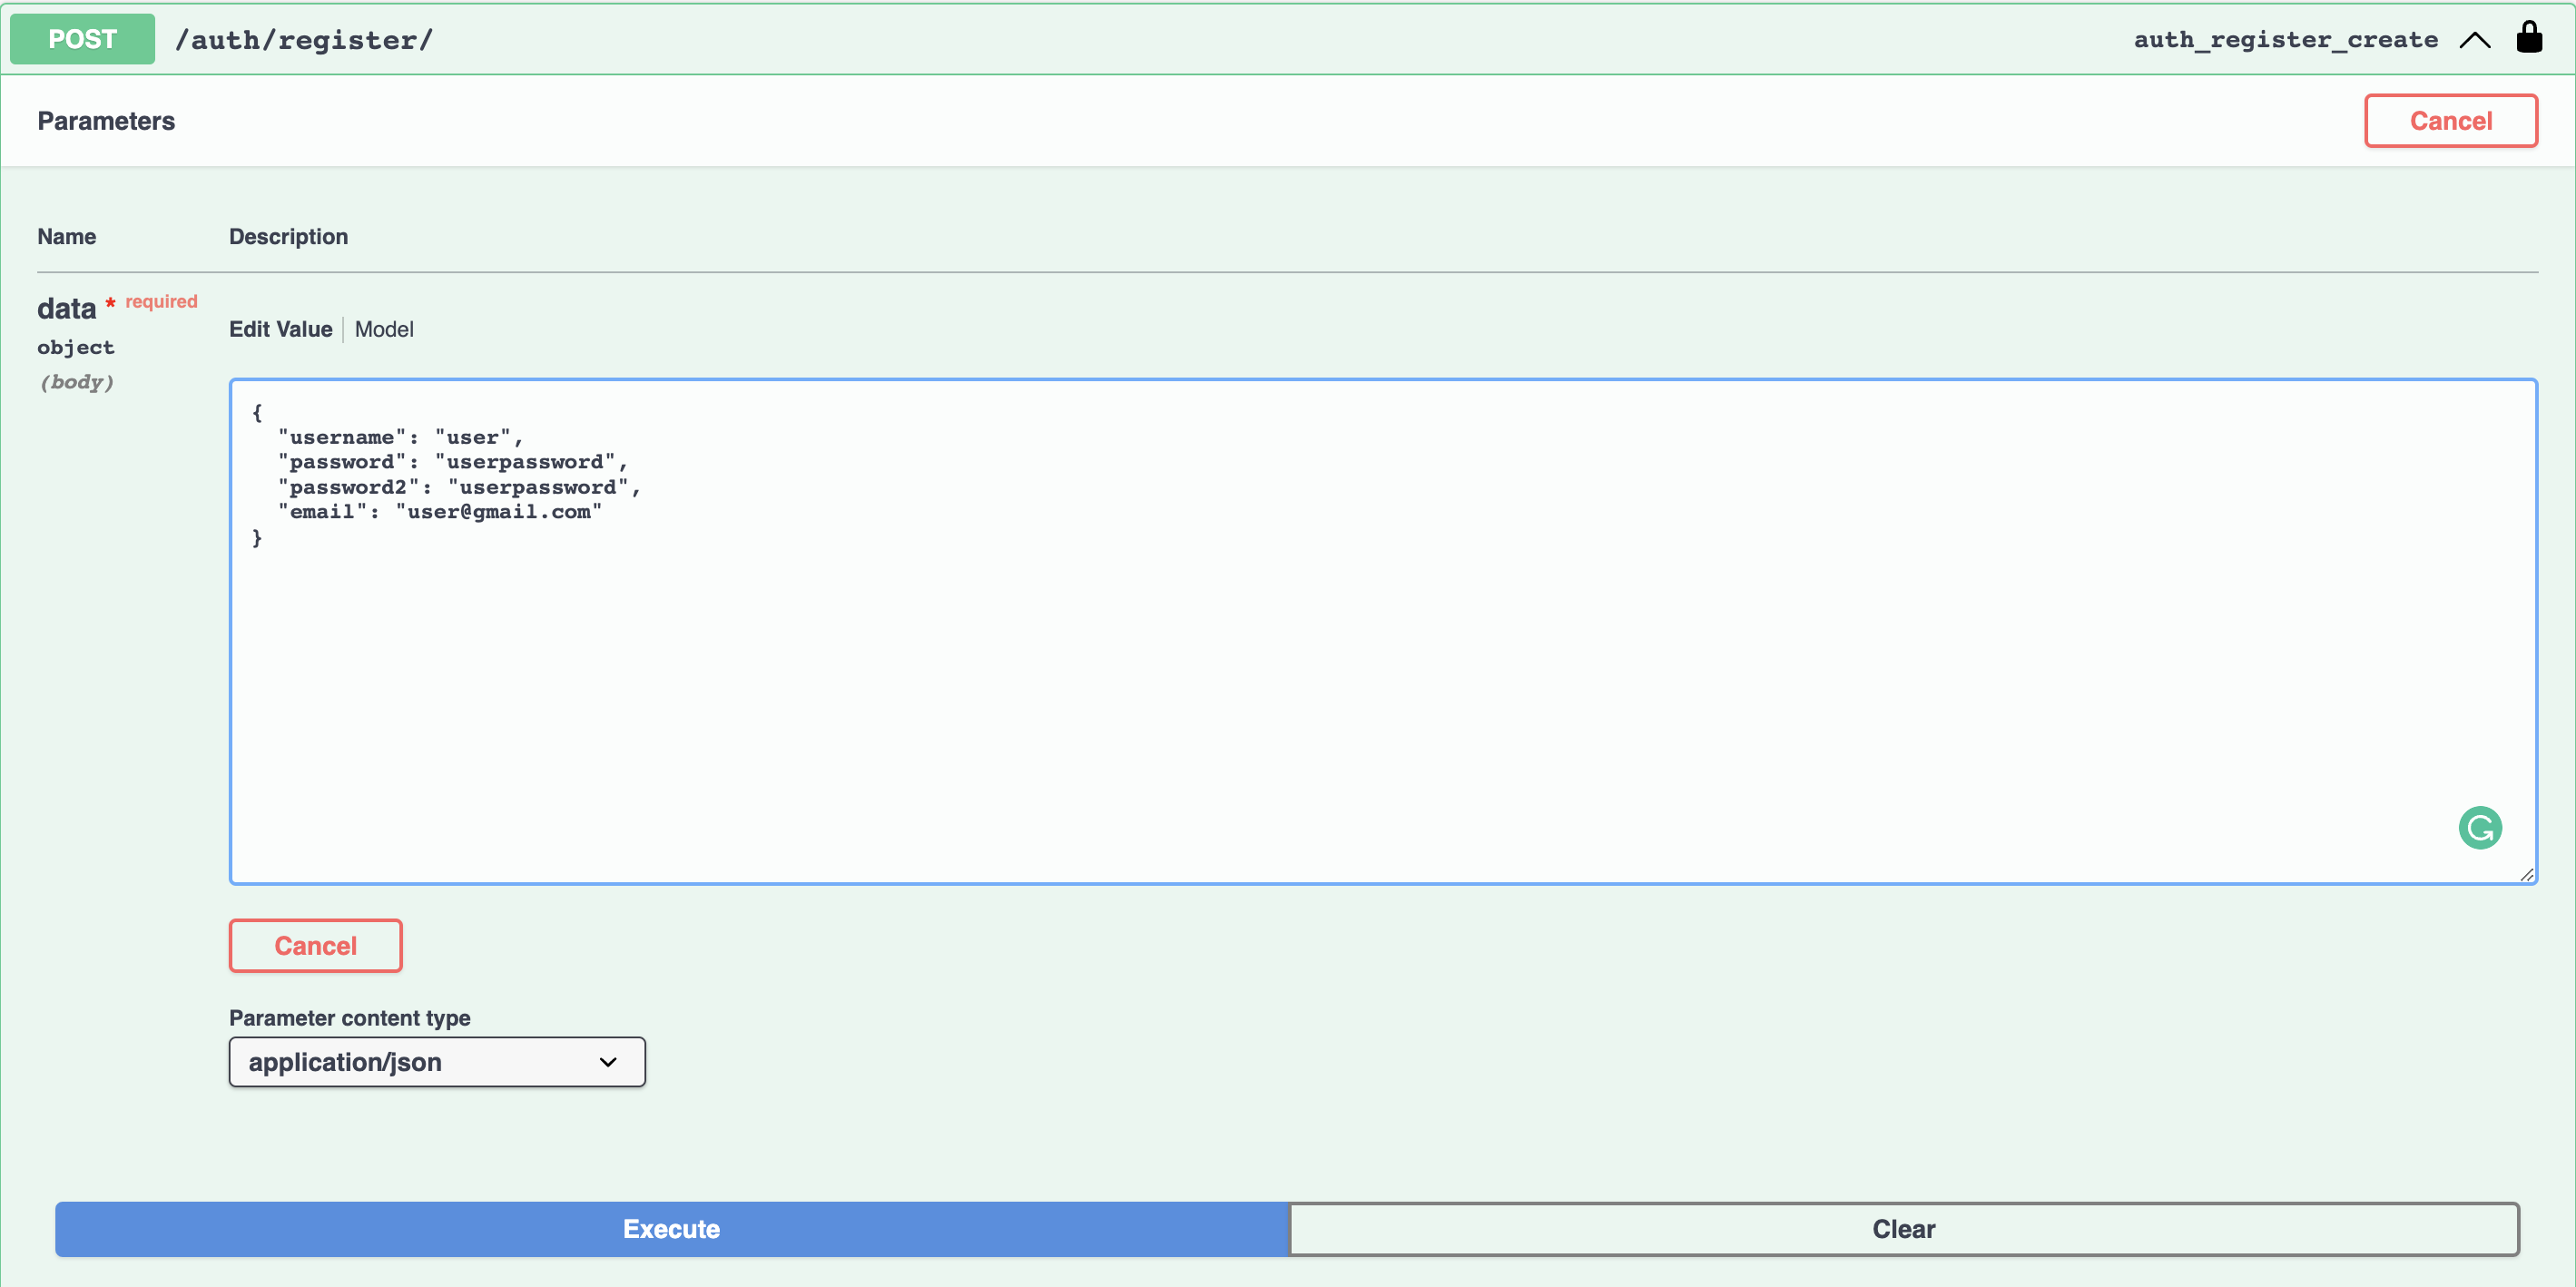 POST /auth/register/ auth_register_create
Parameters Cancel
Name Description
data * required
object
(body)
Edit Value Model
{
  "username": "user",
  "password": "userpassword",
  "password2": "userpassword",
  "email": "user@gmail.com"
}
Cancel
Parameter content type
application/json
Execute Clear